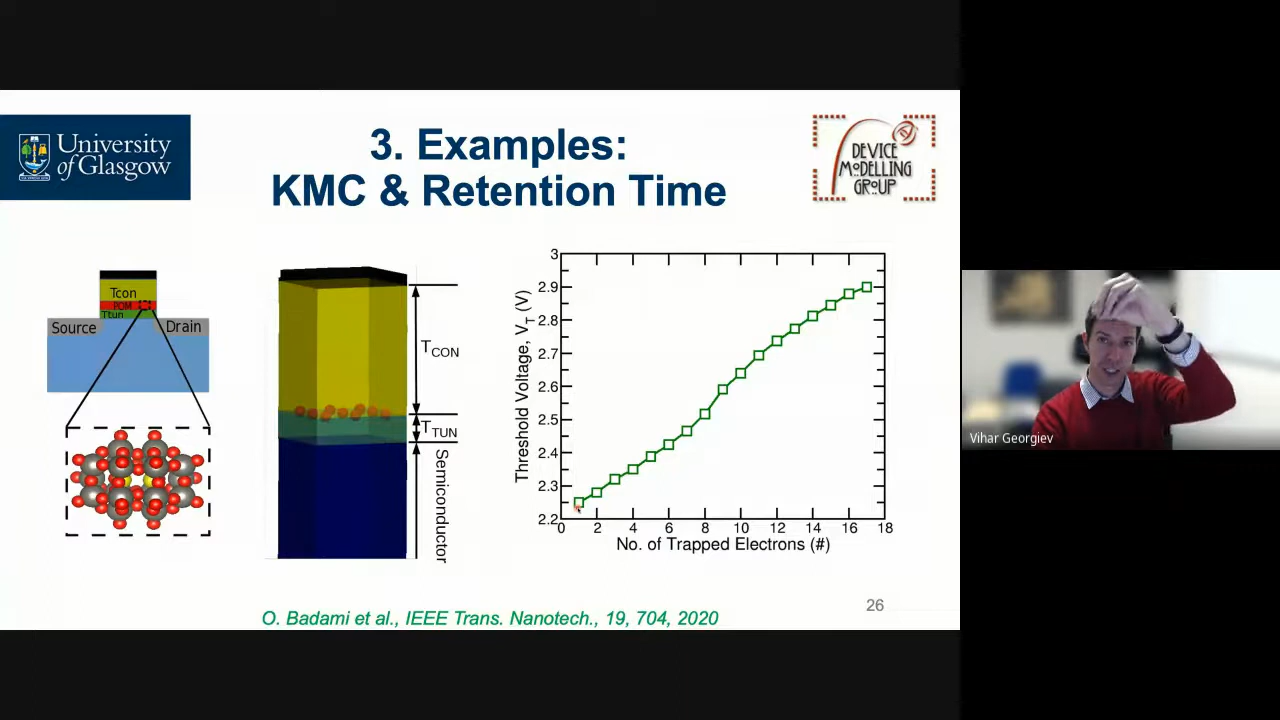 University
of Glasgow
3. Examples:
KMC & Retention Time
DEVICE
MODELLING
GROUP
Tcon
POM
Ttun
Source
Drain
T_CON
T_TUN
Semiconductor
Threshold Voltage, V_T (V)
3
2.9
2.8
2.7
2.6
2.5
2.4
2.3
2.2
0 2 4 6 8 10 12 14 16 18
No. of Trapped Electrons (#)
26
O. Badami et al., IEEE Trans. Nanotech., 19, 704, 2020
Vihar Georgiev